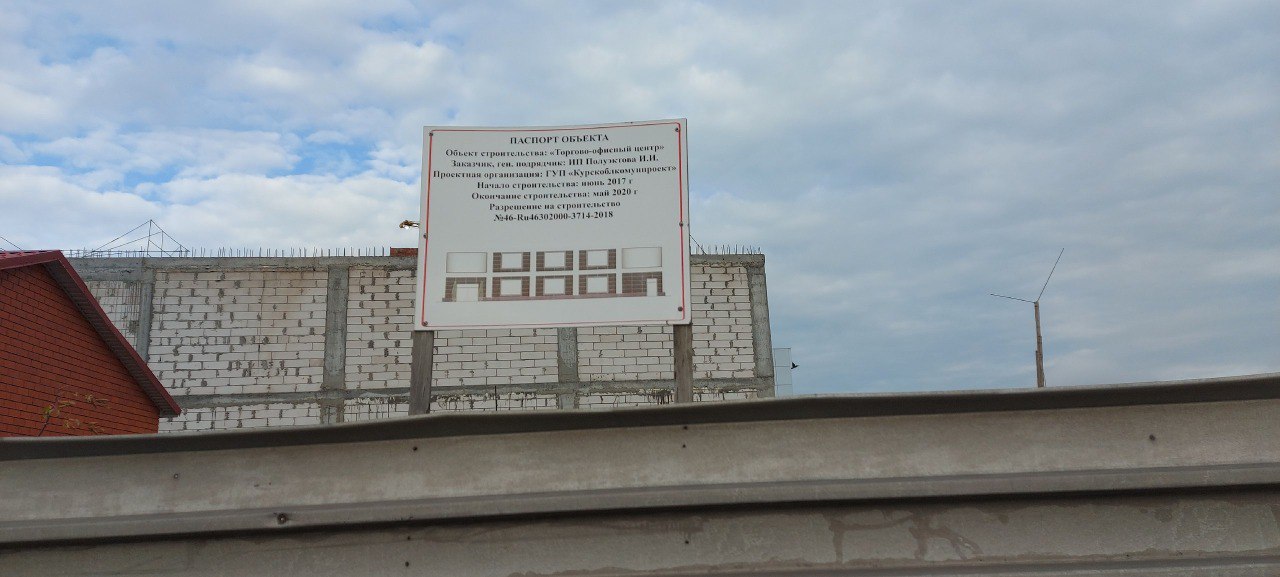 ПАСПОРТ ОБЪЕКТА
Объект строительства: «Торгово-офисный центр»
Заказчик, ген. подрядчик: ИП Полуэктова И.И.
Проектная организация: ГУП «Курскоблкоммунпроект»
Начало строительства: июнь 2017 г
Окончание строительства: май 2020 г
Разрешение на строительство
№46-Ru46302000-3714-2018